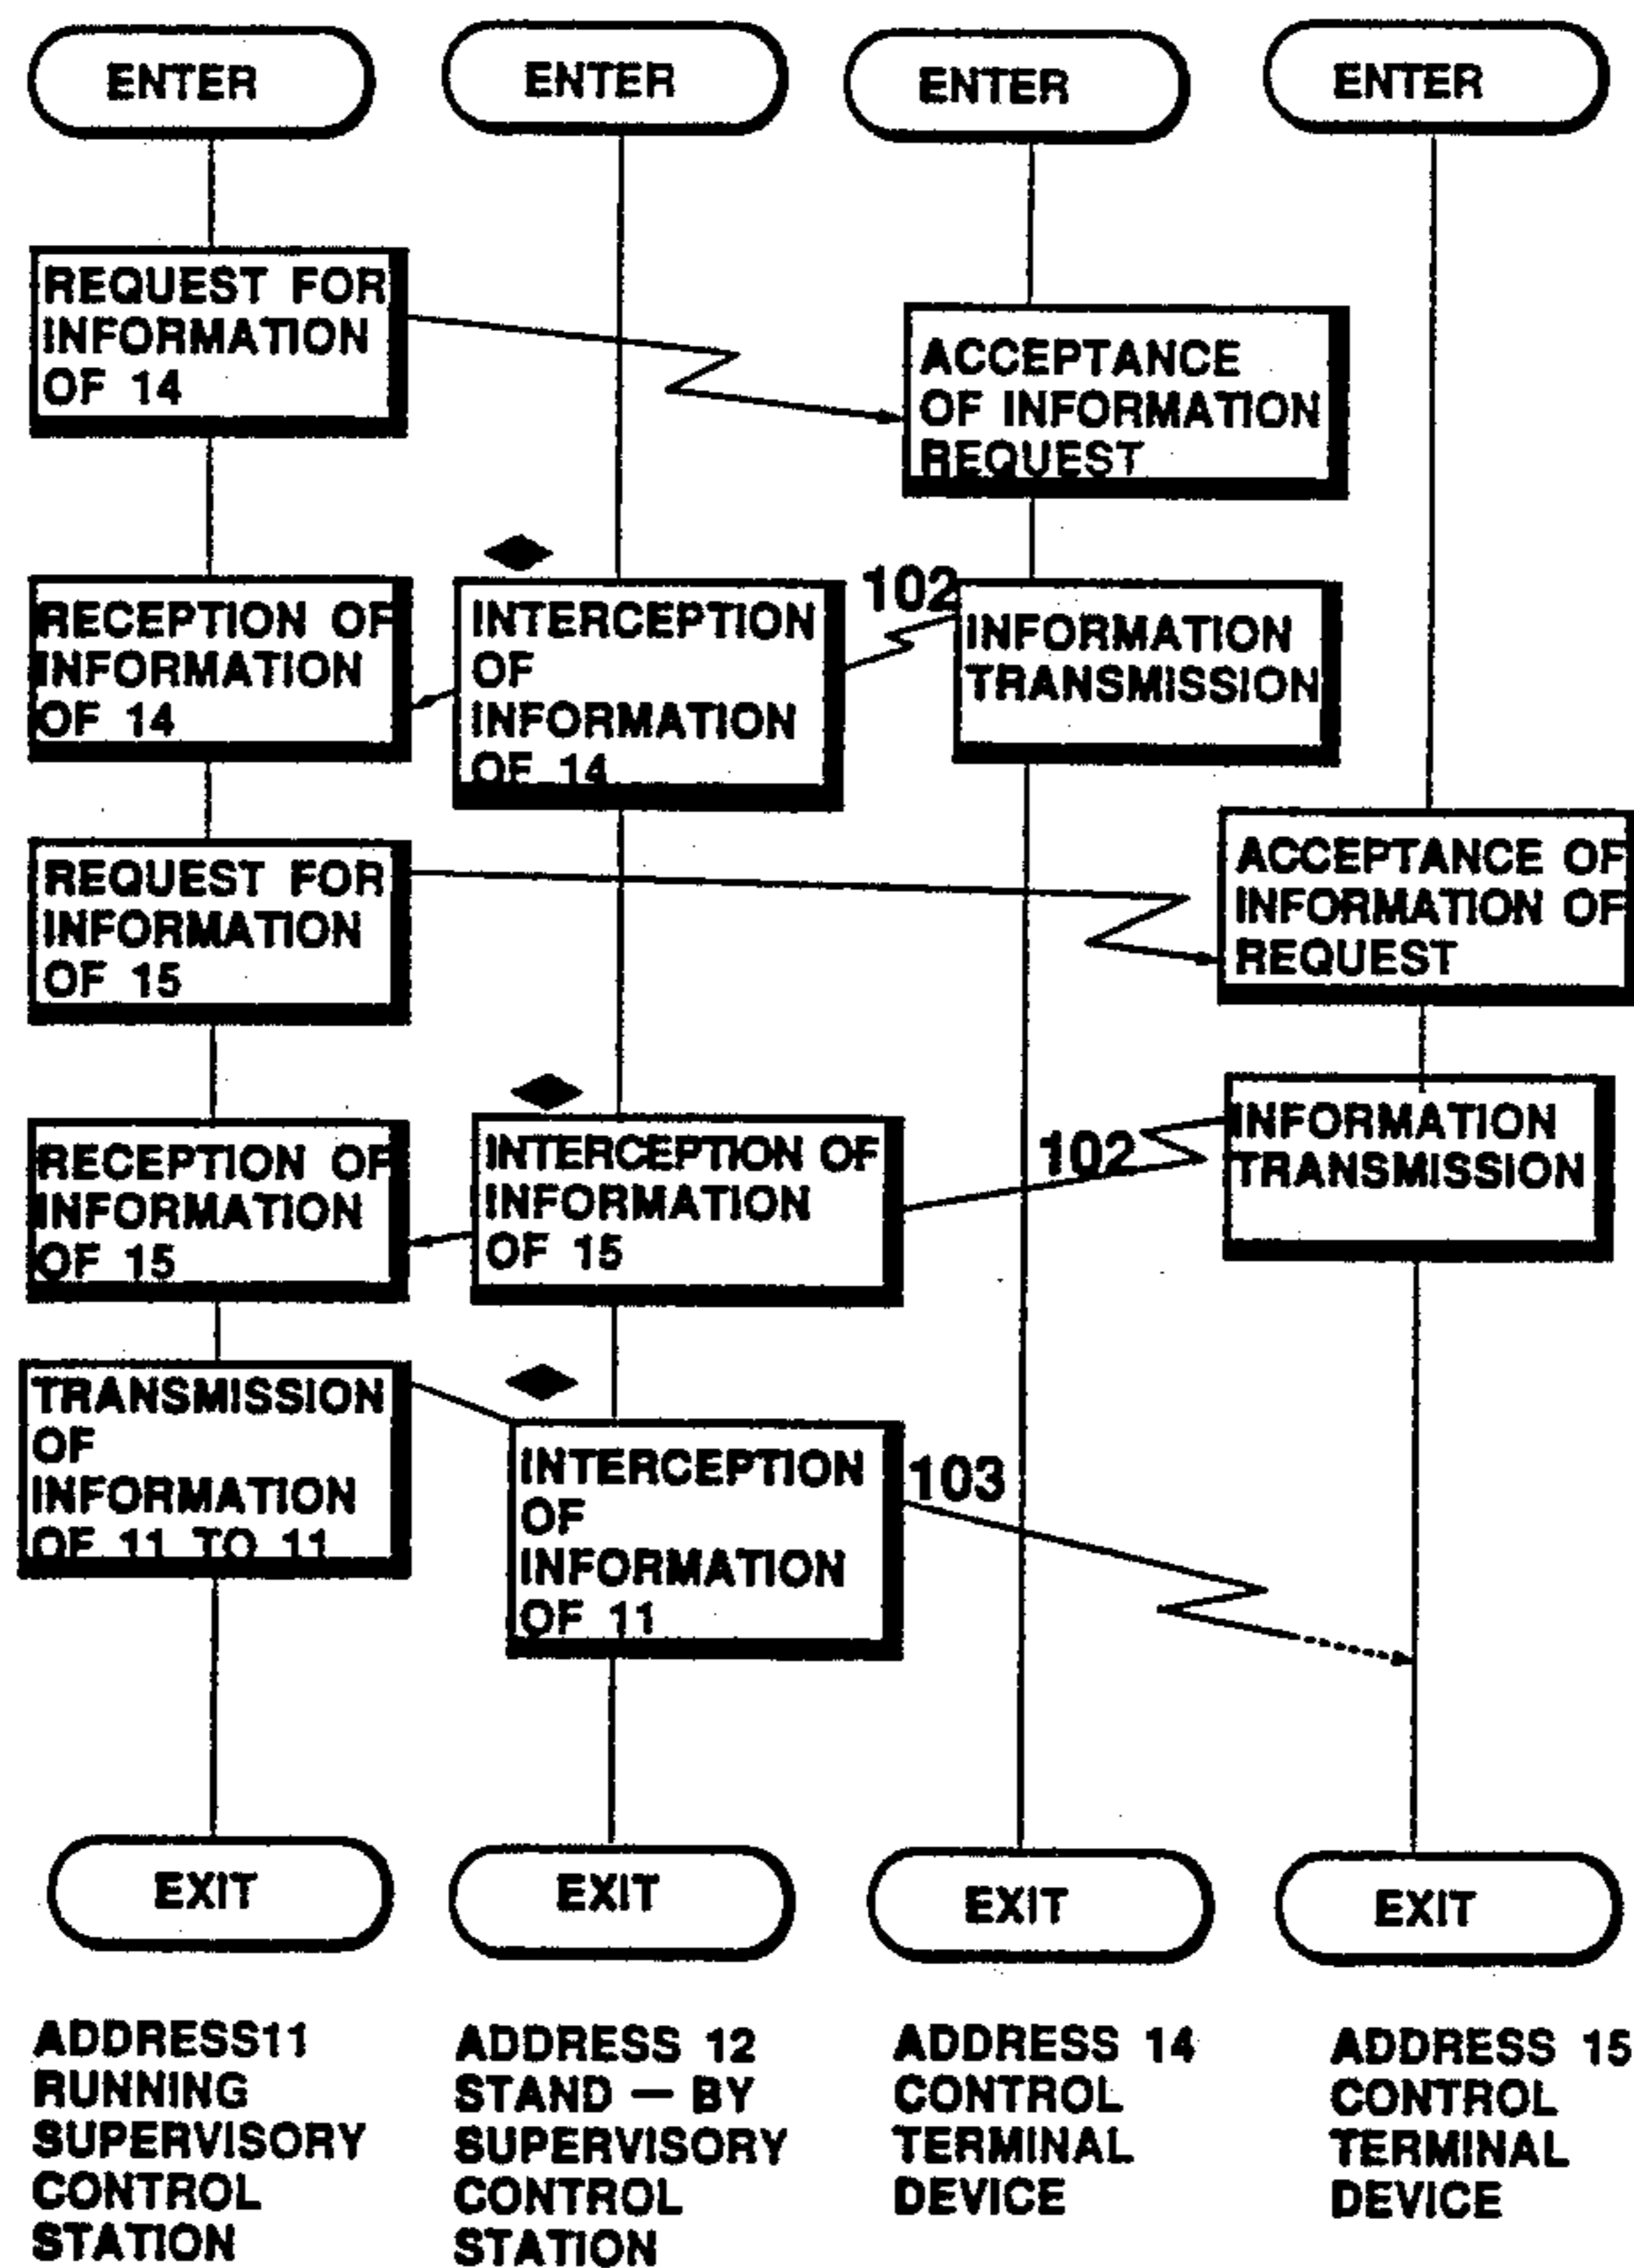 ENTER
ENTER
ENTER
ENTER
REQUEST FOR
INFORMATION
OF 14
ACCEPTANCE
OF INFORMATION
REQUEST
RECEPTION OF
INFORMATION
OF 14
INTERCEPTION
OF
INFORMATION
OF 14
102
INFORMATION
TRANSMISSION
REQUEST FOR
INFORMATION
OF 15
ACCEPTANCE OF
INFORMATION OF
REQUEST
RECEPTION OF
INFORMATION
OF 15
INTERCEPTION OF
INFORMATION
OF 15
102
INFORMATION
TRANSMISSION
TRANSMISSION
OF
INFORMATION
OF 11 TO 11
INTERCEPTION
OF
INFORMATION
OF 11
103
EXIT
EXIT
EXIT
EXIT
ADDRESS11
RUNNING
SUPERVISORY
CONTROL
STATION
ADDRESS 12
STAND — BY
SUPERVISORY
CONTROL
STATION
ADDRESS 14
CONTROL
TERMINAL
DEVICE
ADDRESS 15
CONTROL
TERMINAL
DEVICE